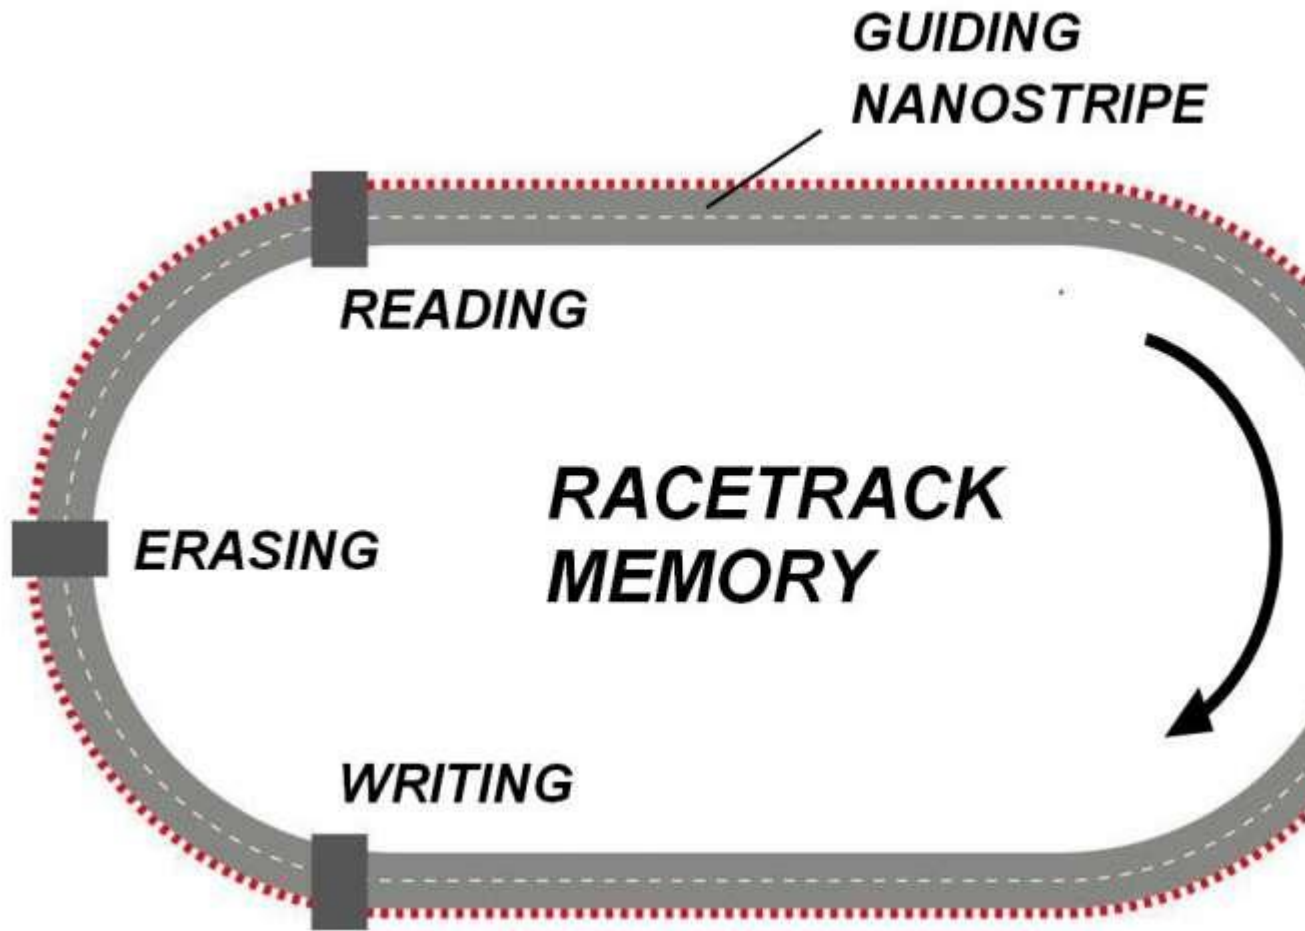 GUIDING
NANOSTRIPE
READING
RACETRACK
MEMORY
ERASING
WRITING